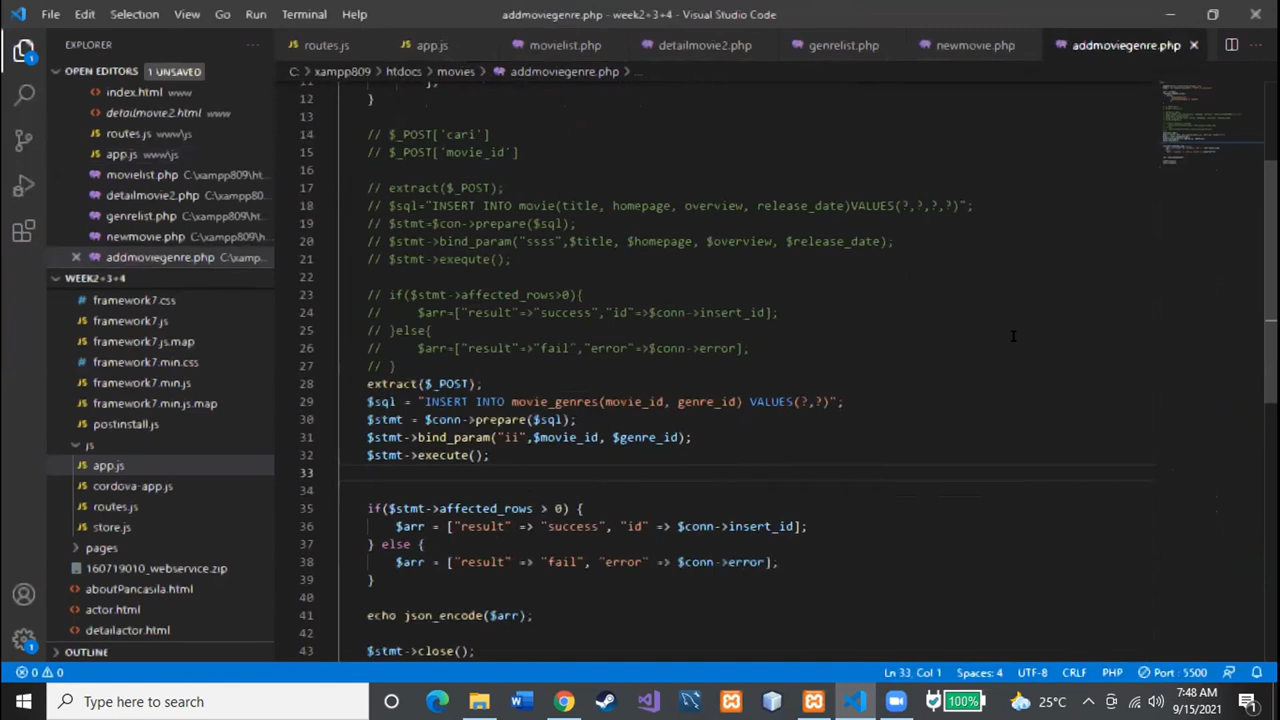 File Edit Selection View Go Run Terminal Help addmoviegenre.php - week2+3+4 - Visual Studio Code
EXPLORER
OPEN EDITORS 1 UNSAVED
index.html www
detailmovie2.html www
routes.js www\js
app.js www\js
movielist.php C:\xampp809\h...
detailmovie2.php C:\xampp8...
genrelist.php C:\xampp809\ht...
newmovie.php C:\xampp809\h...
addmoviegenre.php C:\xamp...
WEEK2+3+4
framework7.css
framework7.js
framework7.js.map
framework7.min.css
framework7.min.js
framework7.min.js.map
postinstall.js
js
app.js
cordova-app.js
routes.js
store.js
pages
160719010_webservice.zip
aboutPancasila.html
actor.html
detailactor.html
OUTLINE
routes.js app.js movielist.php detailmovie2.php genrelist.php newmovie.php addmoviegenre.php
C: > xampp809 > htdocs > movies > addmoviegenre.php > ...
12 }
13
14 // $_POST['cari']
15 // $_POST['movie_id']
16
17 // extract($_POST);
18 // $sql="INSERT INTO movie(title, homepage, overview, release_date)VALUES(?,?,?,?)";
19 // $stmt=$con->prepare($sql);
20 // $stmt->bind_param("ssss",$title, $homepage, $overview, $release_date);
21 // $stmt->exequte();
22
23 // if($stmt->affected_rows>0){
24 //     $arr=["result"=>"success","id"=>$conn->insert_id];
25 // }else{
26 //     $arr=["result"=>"fail","error"=>$conn->error];
27 // }
28 extract($_POST);
29 $sql = "INSERT INTO movie_genres(movie_id, genre_id) VALUES(?,?)";
30 $stmt = $conn->prepare($sql);
31 $stmt->bind_param("ii",$movie_id, $genre_id);
32 $stmt->execute();
33
34
35 if($stmt->affected_rows > 0) {
36     $arr = ["result" => "success", "id" => $conn->insert_id];
37 } else {
38     $arr = ["result" => "fail", "error" => $conn->error];
39 }
40
41 echo json_encode($arr);
42
43 $stmt->close();
0 0 Ln 33, Col 1 Spaces: 4 UTF-8 CRLF PHP Port : 5500
Type here to search 100% 25°C 7:48 AM
9/15/2021 1